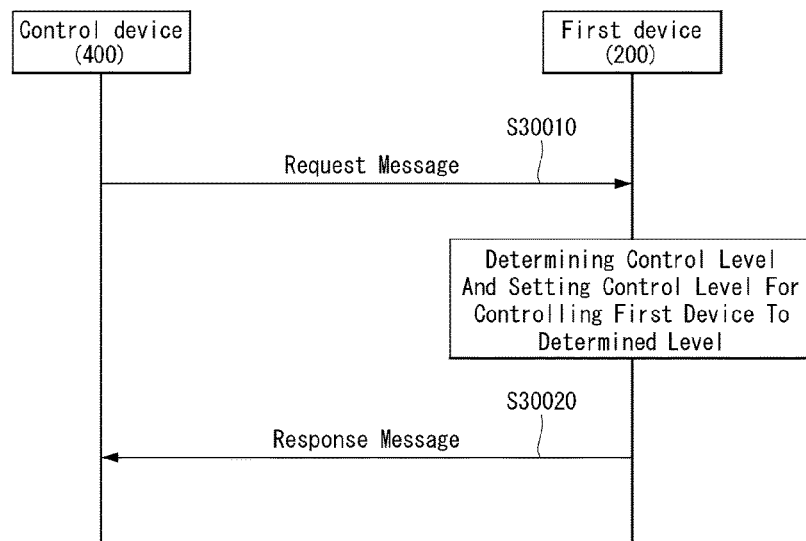 Control device
(400)
First device
(200)
S30010
Request Message
Determining Control Level
And Setting Control Level For
Controlling First Device To
Determined Level
S30020
Response Message